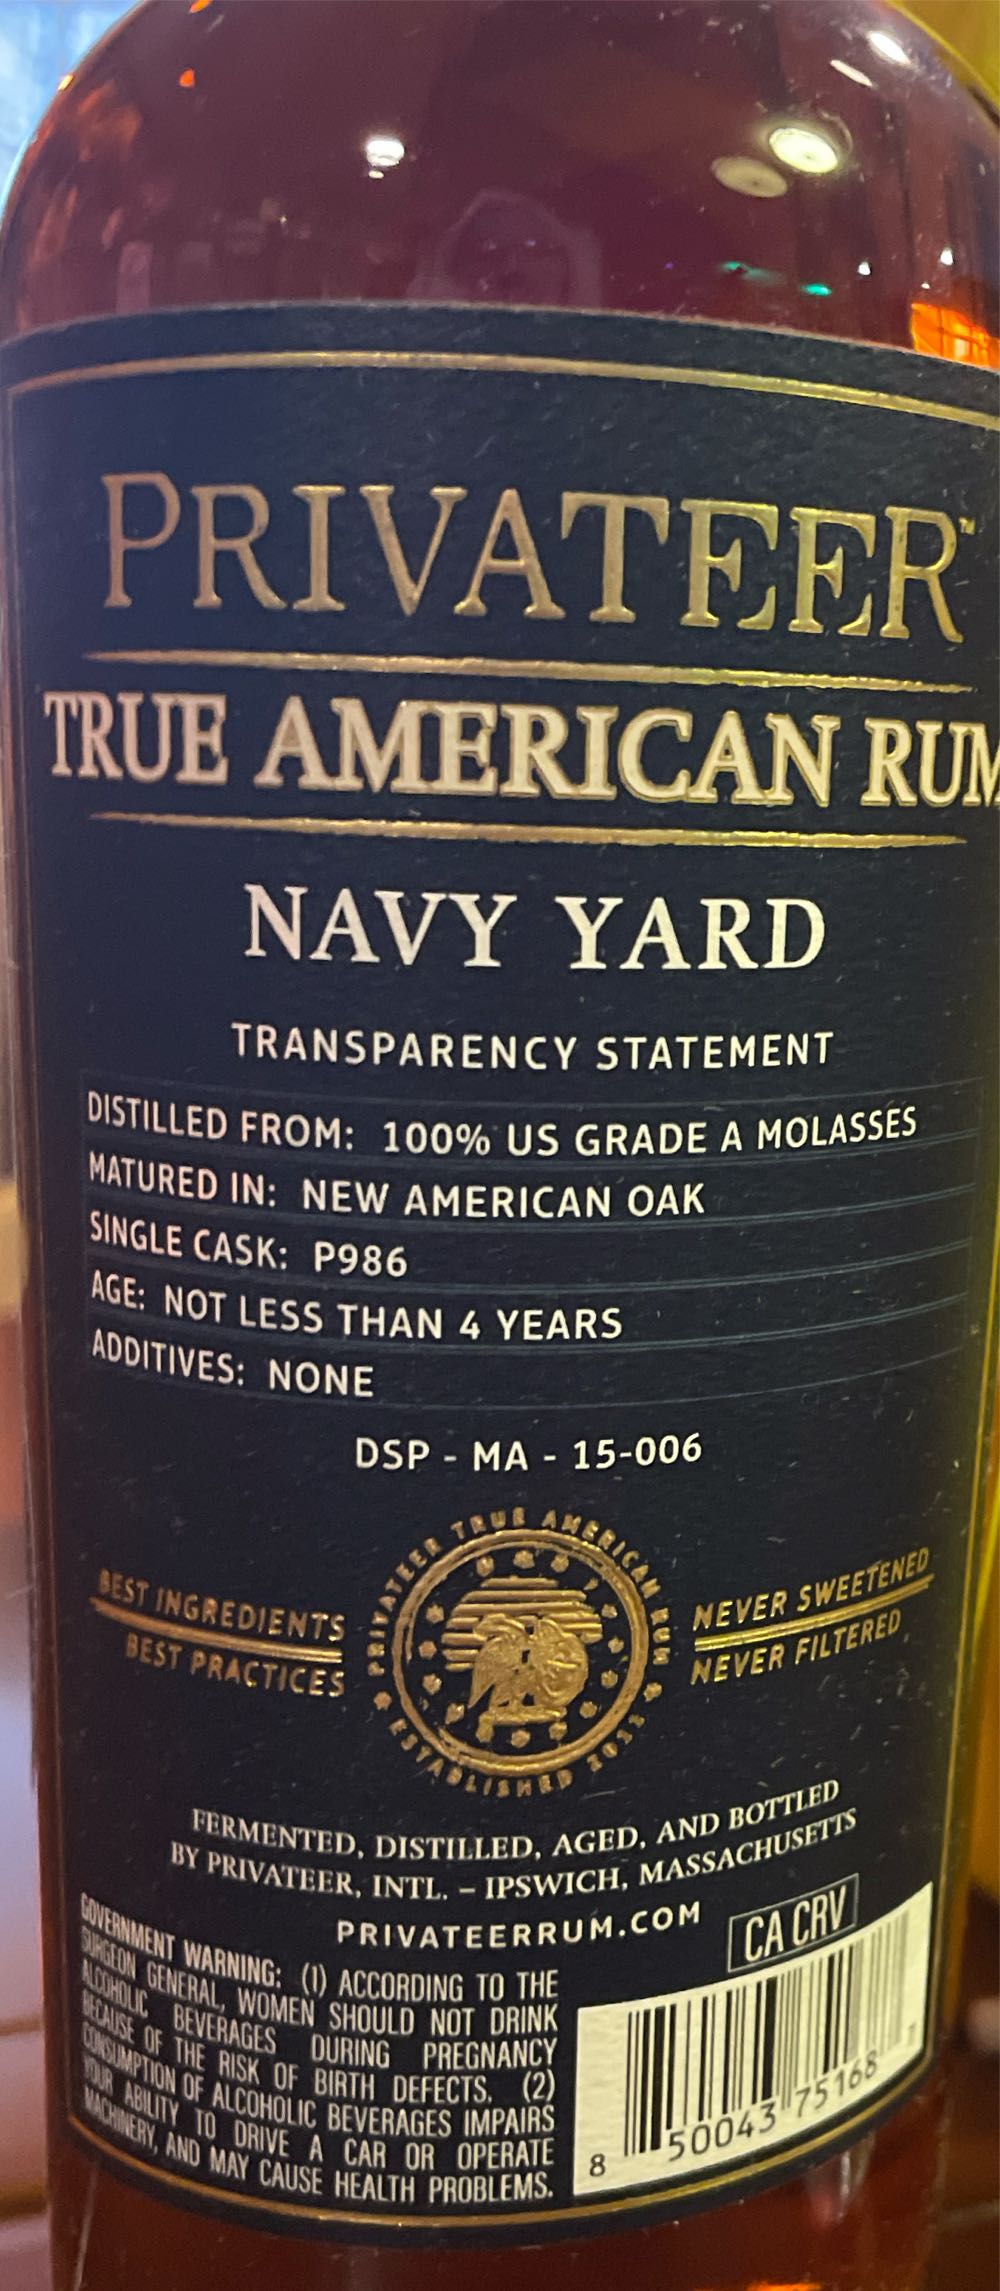 PRIVATEER™
TRUE AMERICAN RUM
NAVY YARD
TRANSPARENCY STATEMENT
DISTILLED FROM: 100% US GRADE A MOLASSES
MATURED IN: NEW AMERICAN OAK
SINGLE CASK: P986
AGE: NOT LESS THAN 4 YEARS
ADDITIVES: NONE
DSP - MA - 15-006
BEST INGREDIENTS
BEST PRACTICES
PRIVATEER TRUE AMERICAN RUM
ESTABLISHED 2011
NEVER SWEETENED
NEVER FILTERED
FERMENTED, DISTILLED, AGED, AND BOTTLED
BY PRIVATEER, INTL. – IPSWICH, MASSACHUSETTS
PRIVATEERRUM.COM
CA CRV
GOVERNMENT WARNING: (1) ACCORDING TO THE
SURGEON GENERAL, WOMEN SHOULD NOT DRINK
ALCOHOLIC BEVERAGES DURING PREGNANCY
BECAUSE OF THE RISK OF BIRTH DEFECTS. (2)
CONSUMPTION OF ALCOHOLIC BEVERAGES IMPAIRS
YOUR ABILITY TO DRIVE A CAR OR OPERATE
MACHINERY, AND MAY CAUSE HEALTH PROBLEMS.
8 50043 75168 7